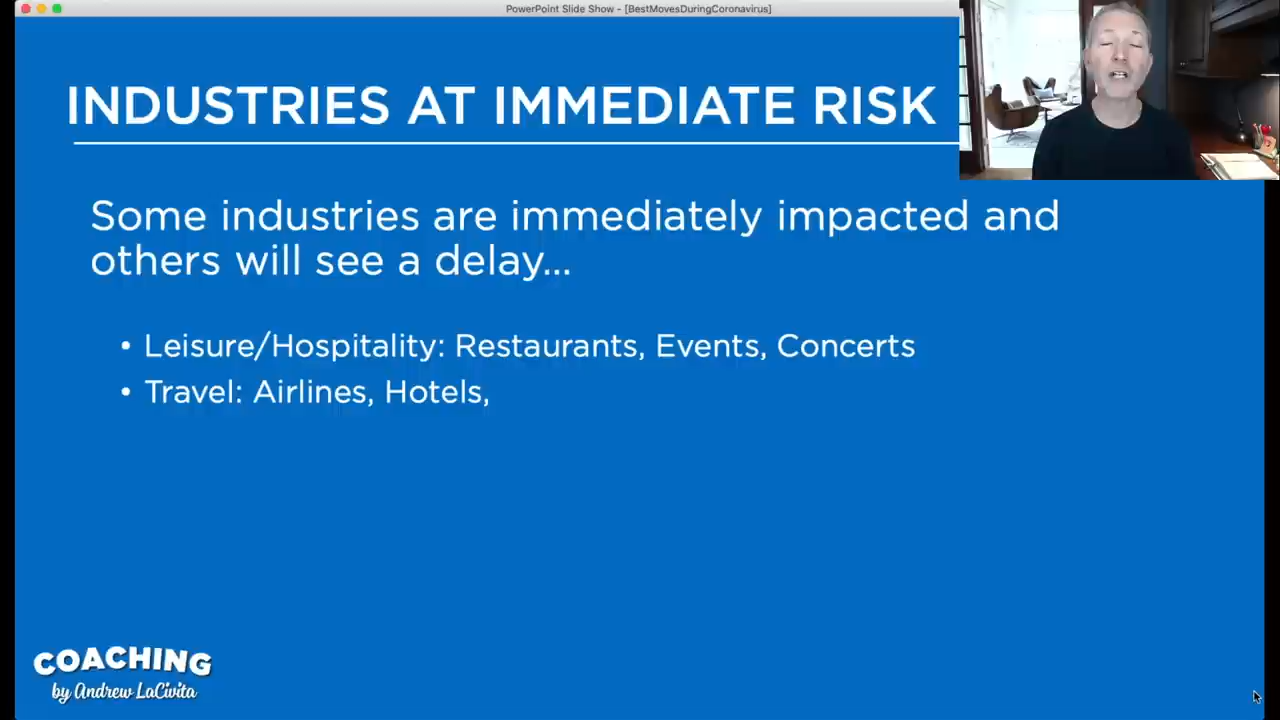 PowerPoint Slide Show - [BestMovesDuringCoronavirus]
INDUSTRIES AT IMMEDIATE RISK
Some industries are immediately impacted and
others will see a delay...
• Leisure/Hospitality: Restaurants, Events, Concerts
• Travel: Airlines, Hotels,
COACHING
by Andrew LaCivita